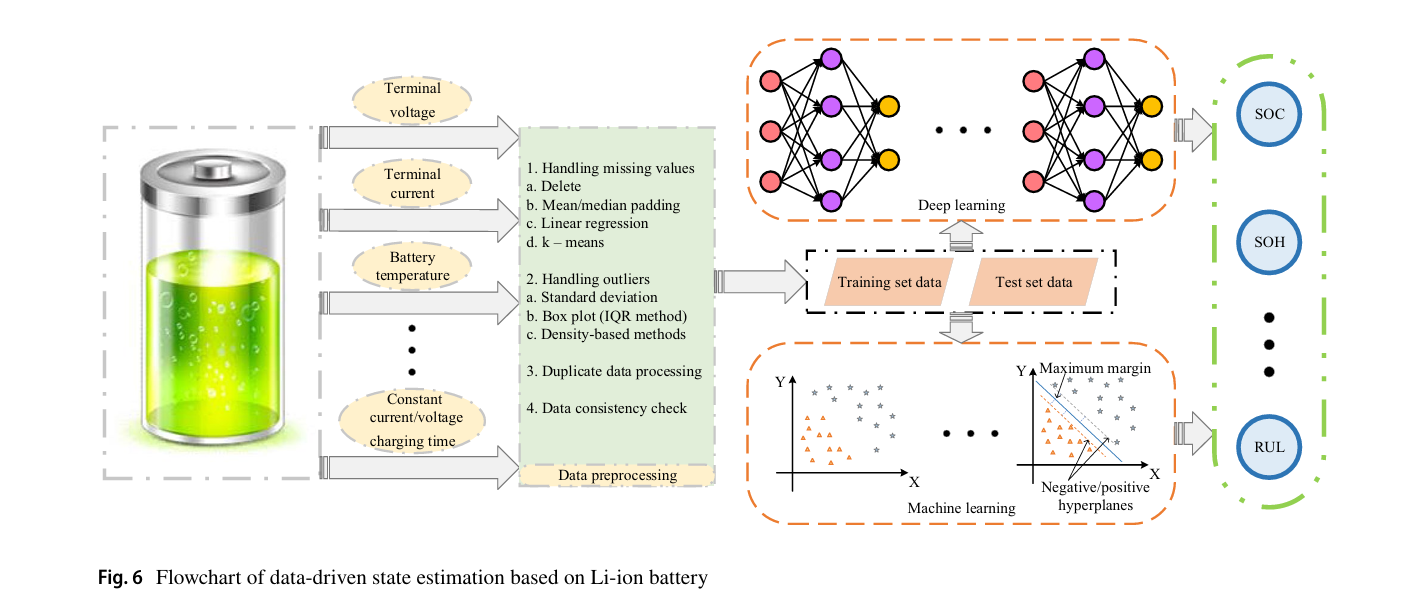 Terminal
voltage
Terminal
current
Battery
temperature
Constant
current/voltage
charging time
1. Handling missing values
a. Delete
b. Mean/median padding
c. Linear regression
d. k – means
2. Handling outliers
a. Standard deviation
b. Box plot (IQR method)
c. Density-based methods
3. Duplicate data processing
4. Data consistency check
Data preprocessing
Deep learning
Training set data
Test set data
Y
X
Y
Maximum margin
X
Negative/positive
hyperplanes
Machine learning
SOC
SOH
RUL
Fig. 6 Flowchart of data-driven state estimation based on Li-ion battery